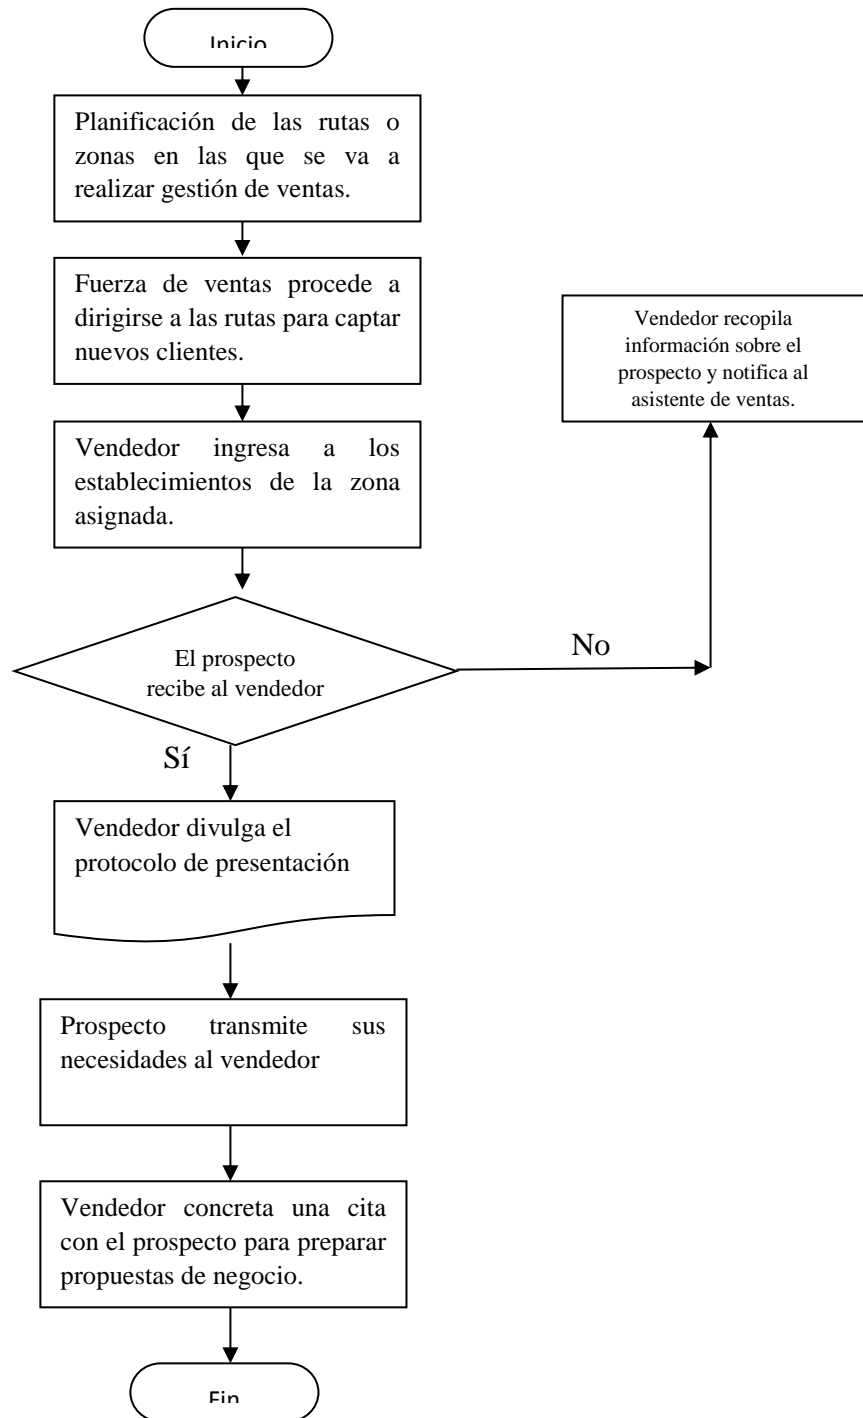 Inicio
Planificación de las rutas o
zonas en las que se va a
realizar gestión de ventas.
Fuerza de ventas procede a
dirigirse a las rutas para captar
nuevos clientes.
Vendedor recopila
información sobre el
prospecto y notifica al
asistente de ventas.
Vendedor ingresa a los
establecimientos de la zona
asignada.
El prospecto
recibe al vendedor
No
Sí
Vendedor divulga el
protocolo de presentación
Prospecto transmite sus
necesidades al vendedor
Vendedor concreta una cita
con el prospecto para preparar
propuestas de negocio.
Fin